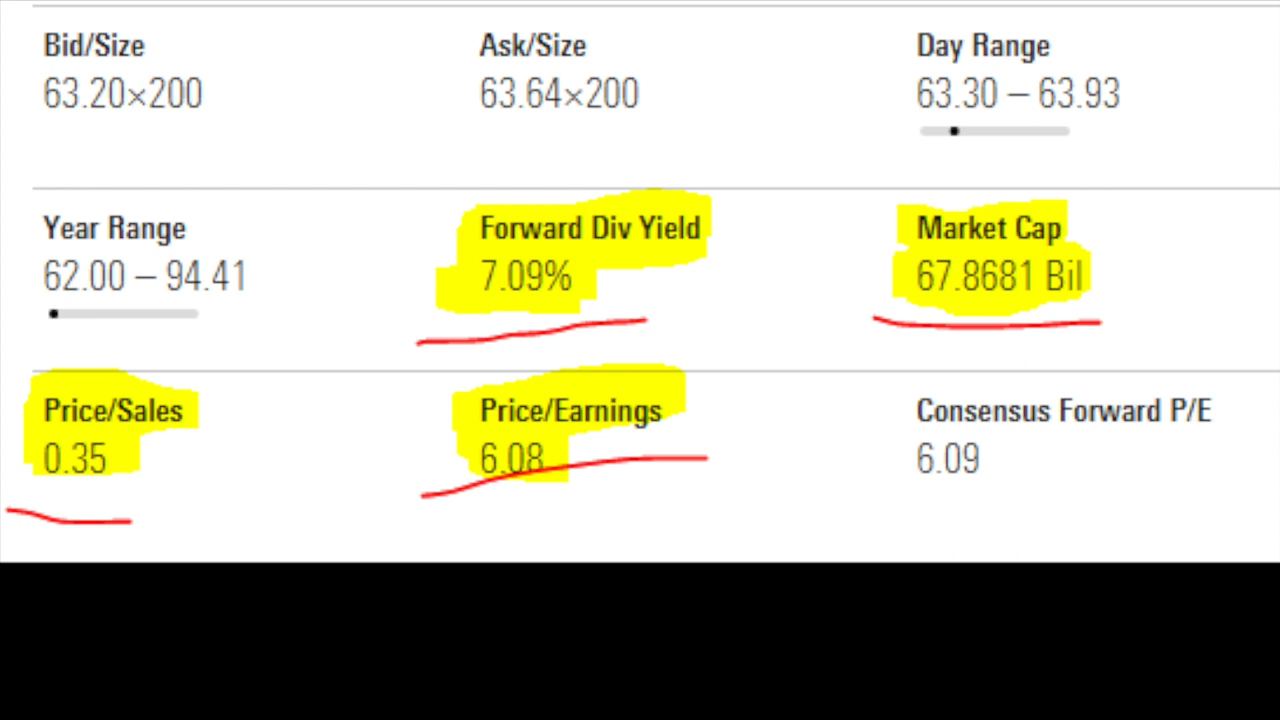 Bid/Size
63.20×200
Ask/Size
63.64×200
Day Range
63.30 – 63.93
Year Range
62.00 – 94.41
Forward Div Yield
7.09%
Market Cap
67.8681 Bil
Price/Sales
0.35
Price/Earnings
6.08
Consensus Forward P/E
6.09